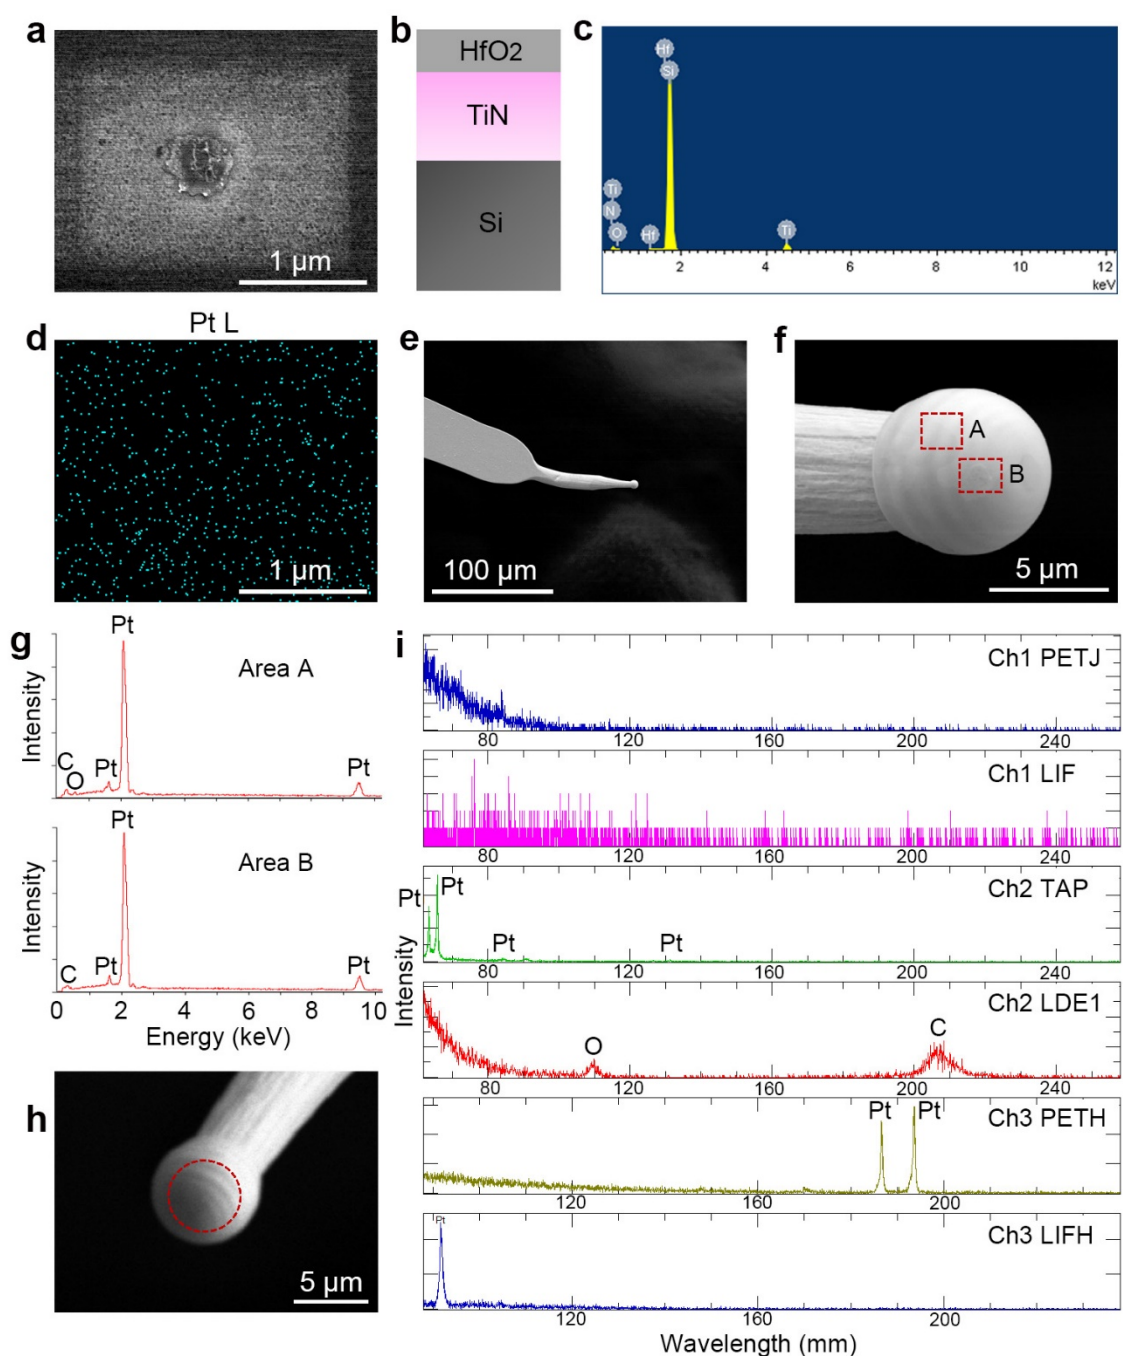 a
1 µm
b
HfO2
TiN
Si
c
Hf
Si
Ti
N
O
Hf
Ti
2 4 6 8 10 12
keV
d
Pt L
1 µm
e
100 µm
f
A
B
5 µm
g
Intensity
Area A
Pt
C
O
Pt
Pt
Intensity
Area B
Pt
C
Pt
Pt
0 2 4 6 8 10
Energy (keV)
h
5 µm
i
Intensity
Ch1 PETJ
80 120 160 200 240
Ch1 LIF
80 120 160 200 240
Ch2 TAP
Pt
Pt
Pt
Pt
80 120 160 200 240
Ch2 LDE1
O
C
80 120 160 200 240
Ch3 PETH
Pt
Pt
120 160 200
Ch3 LIFH
Pt
120 160 200
Wavelength (mm)